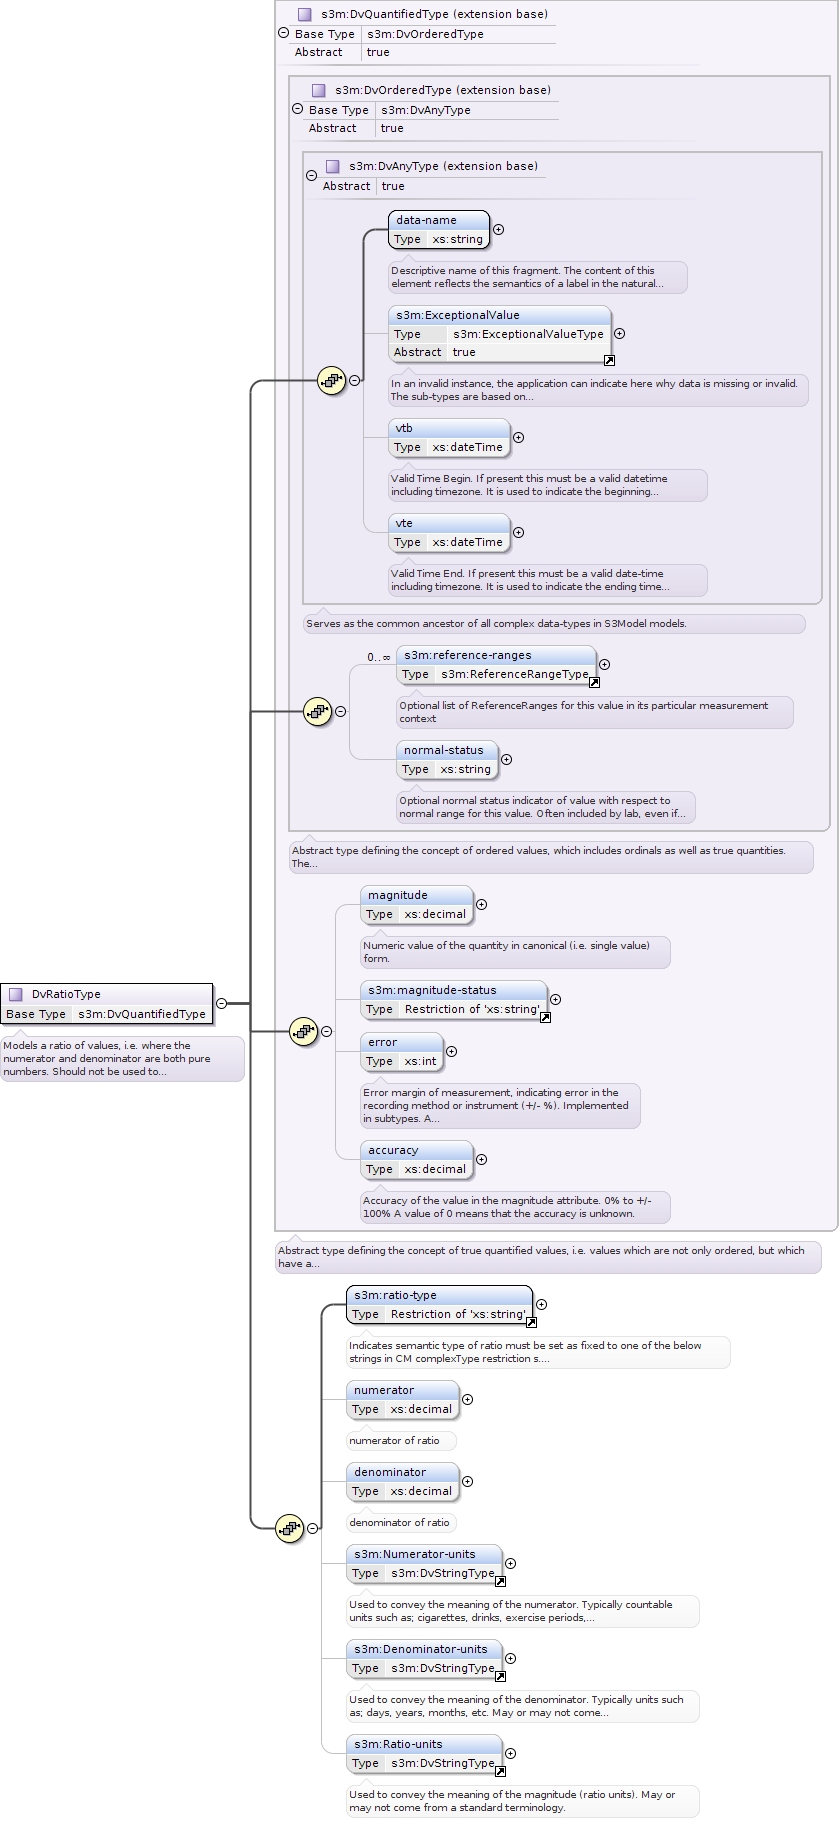 s3m:DvQuantifiedType (extension base)
Base Type s3m:DvOrderedType
Abstract true
s3m:DvOrderedType (extension base)
Base Type s3m:DvAnyType
Abstract true
s3m:DvAnyType (extension base)
Abstract true
data-name
Type xs:string
Descriptive name of this fragment. The content of this
element reflects the semantics of a label in the natural...
s3m:ExceptionalValue
Type s3m:ExceptionalValueType
Abstract true
In an invalid instance, the application can indicate here why data is missing or invalid.
The sub-types are based on...
vtb
Type xs:dateTime
Valid Time Begin. If present this must be a valid datetime
including timezone. It is used to indicate the beginning...
vte
Type xs:dateTime
Valid Time End. If present this must be a valid date-time
including timezone. It is used to indicate the ending time...
Serves as the common ancestor of all complex data-types in S3Model models.
0..∞
s3m:reference-ranges
Type s3m:ReferenceRangeType
Optional list of ReferenceRanges for this value in its particular measurement
context
normal-status
Type xs:string
Optional normal status indicator of value with respect to
normal range for this value. Often included by lab, even if...
Abstract type defining the concept of ordered values, which includes ordinals as well as true quantities.
The...
magnitude
Type xs:decimal
Numeric value of the quantity in canonical (i.e. single value)
form.
s3m:magnitude-status
Type Restriction of 'xs:string'
error
Type xs:int
Error margin of measurement, indicating error in the
recording method or instrument (+/- %). Implemented
in subtypes. A...
accuracy
Type xs:decimal
Accuracy of the value in the magnitude attribute. 0% to +/-
100% A value of 0 means that the accuracy is unknown.
Abstract type defining the concept of true quantified values, i.e. values which are not only ordered, but which
have a...
DvRatioType
Base Type s3m:DvQuantifiedType
Models a ratio of values, i.e. where the
numerator and denominator are both pure
numbers. Should not be used to...
s3m:ratio-type
Type Restriction of 'xs:string'
Indicates semantic type of ratio must be set as fixed to one of the below
strings in CM complexType restriction s....
numerator
Type xs:decimal
numerator of ratio
denominator
Type xs:decimal
denominator of ratio
s3m:Numerator-units
Type s3m:DvStringType
Used to convey the meaning of the numerator. Typically countable
units such as; cigarettes, drinks, exercise periods,...
s3m:Denominator-units
Type s3m:DvStringType
Used to convey the meaning of the denominator. Typically units such
as; days, years, months, etc. May or may not come...
s3m:Ratio-units
Type s3m:DvStringType
Used to convey the meaning of the magnitude (ratio units). May or
may not come from a standard terminology.